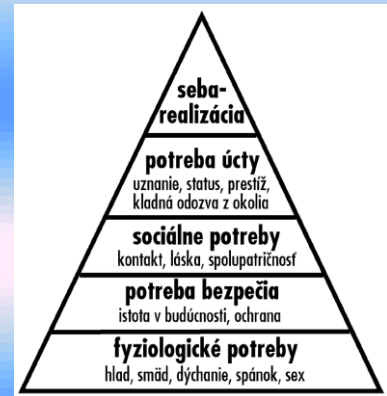 seba-
realizácia
potreba úcty
uznanie, status, prestíž,
kladná odozva z okolia
sociálne potreby
kontakt, láska, spolupatričnosť
potreba bezpečia
istota v budúcnosti, ochrana
fyziologické potreby
hlad, smäd, dýchanie, spánok, sex